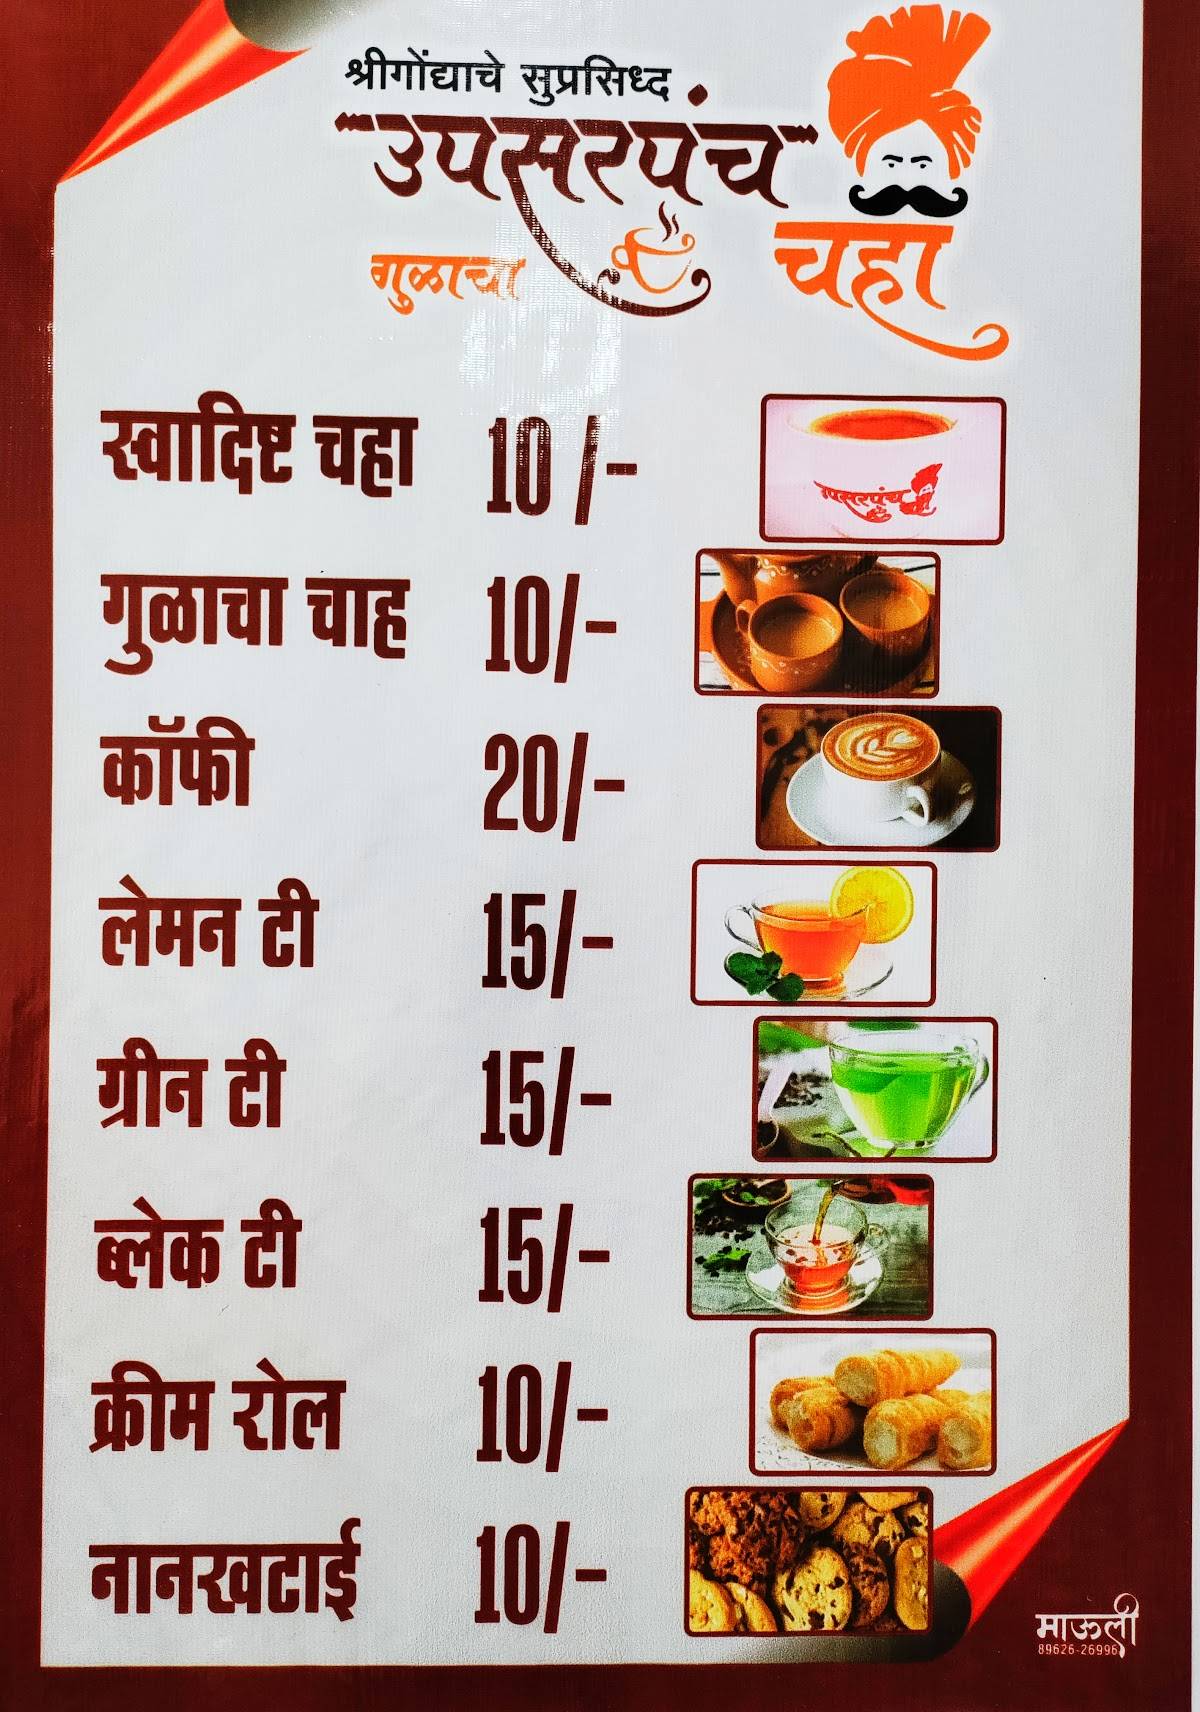 श्रीगोंद्याचे सुप्रसिध्द
उपसरपंच
गुळाचा
चहा
स्वादिष्ट चहा 10 /-
उपसरपंच
गुळाचा चाह 10/-
कॉफी 20/-
लेमन टी 15/-
ग्रीन टी 15/-
ब्लेक टी 15/-
क्रीम रोल 10/-
नानखटाई 10/-
माऊली
89626-26996